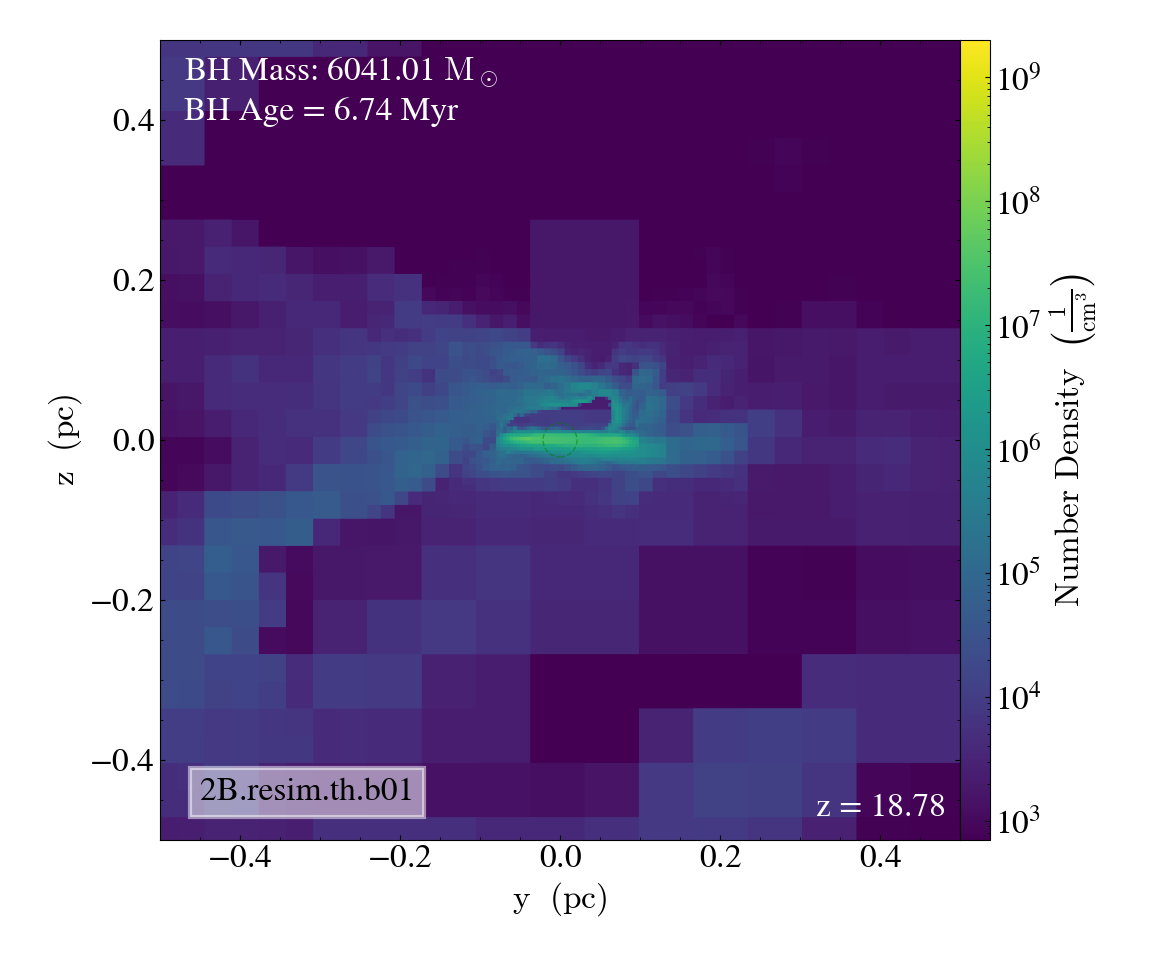 BH Mass: 6041.01 M⊙
BH Age = 6.74 Myr
0.4
0.2
0.0
−0.2
−0.4
z (pc)
2B.resim.th.b01
z = 18.78
−0.4 −0.2 0.0 0.2 0.4
y (pc)
10⁹
10⁸
10⁷
10⁶
10⁵
10⁴
10³
Number Density (1/cm³)